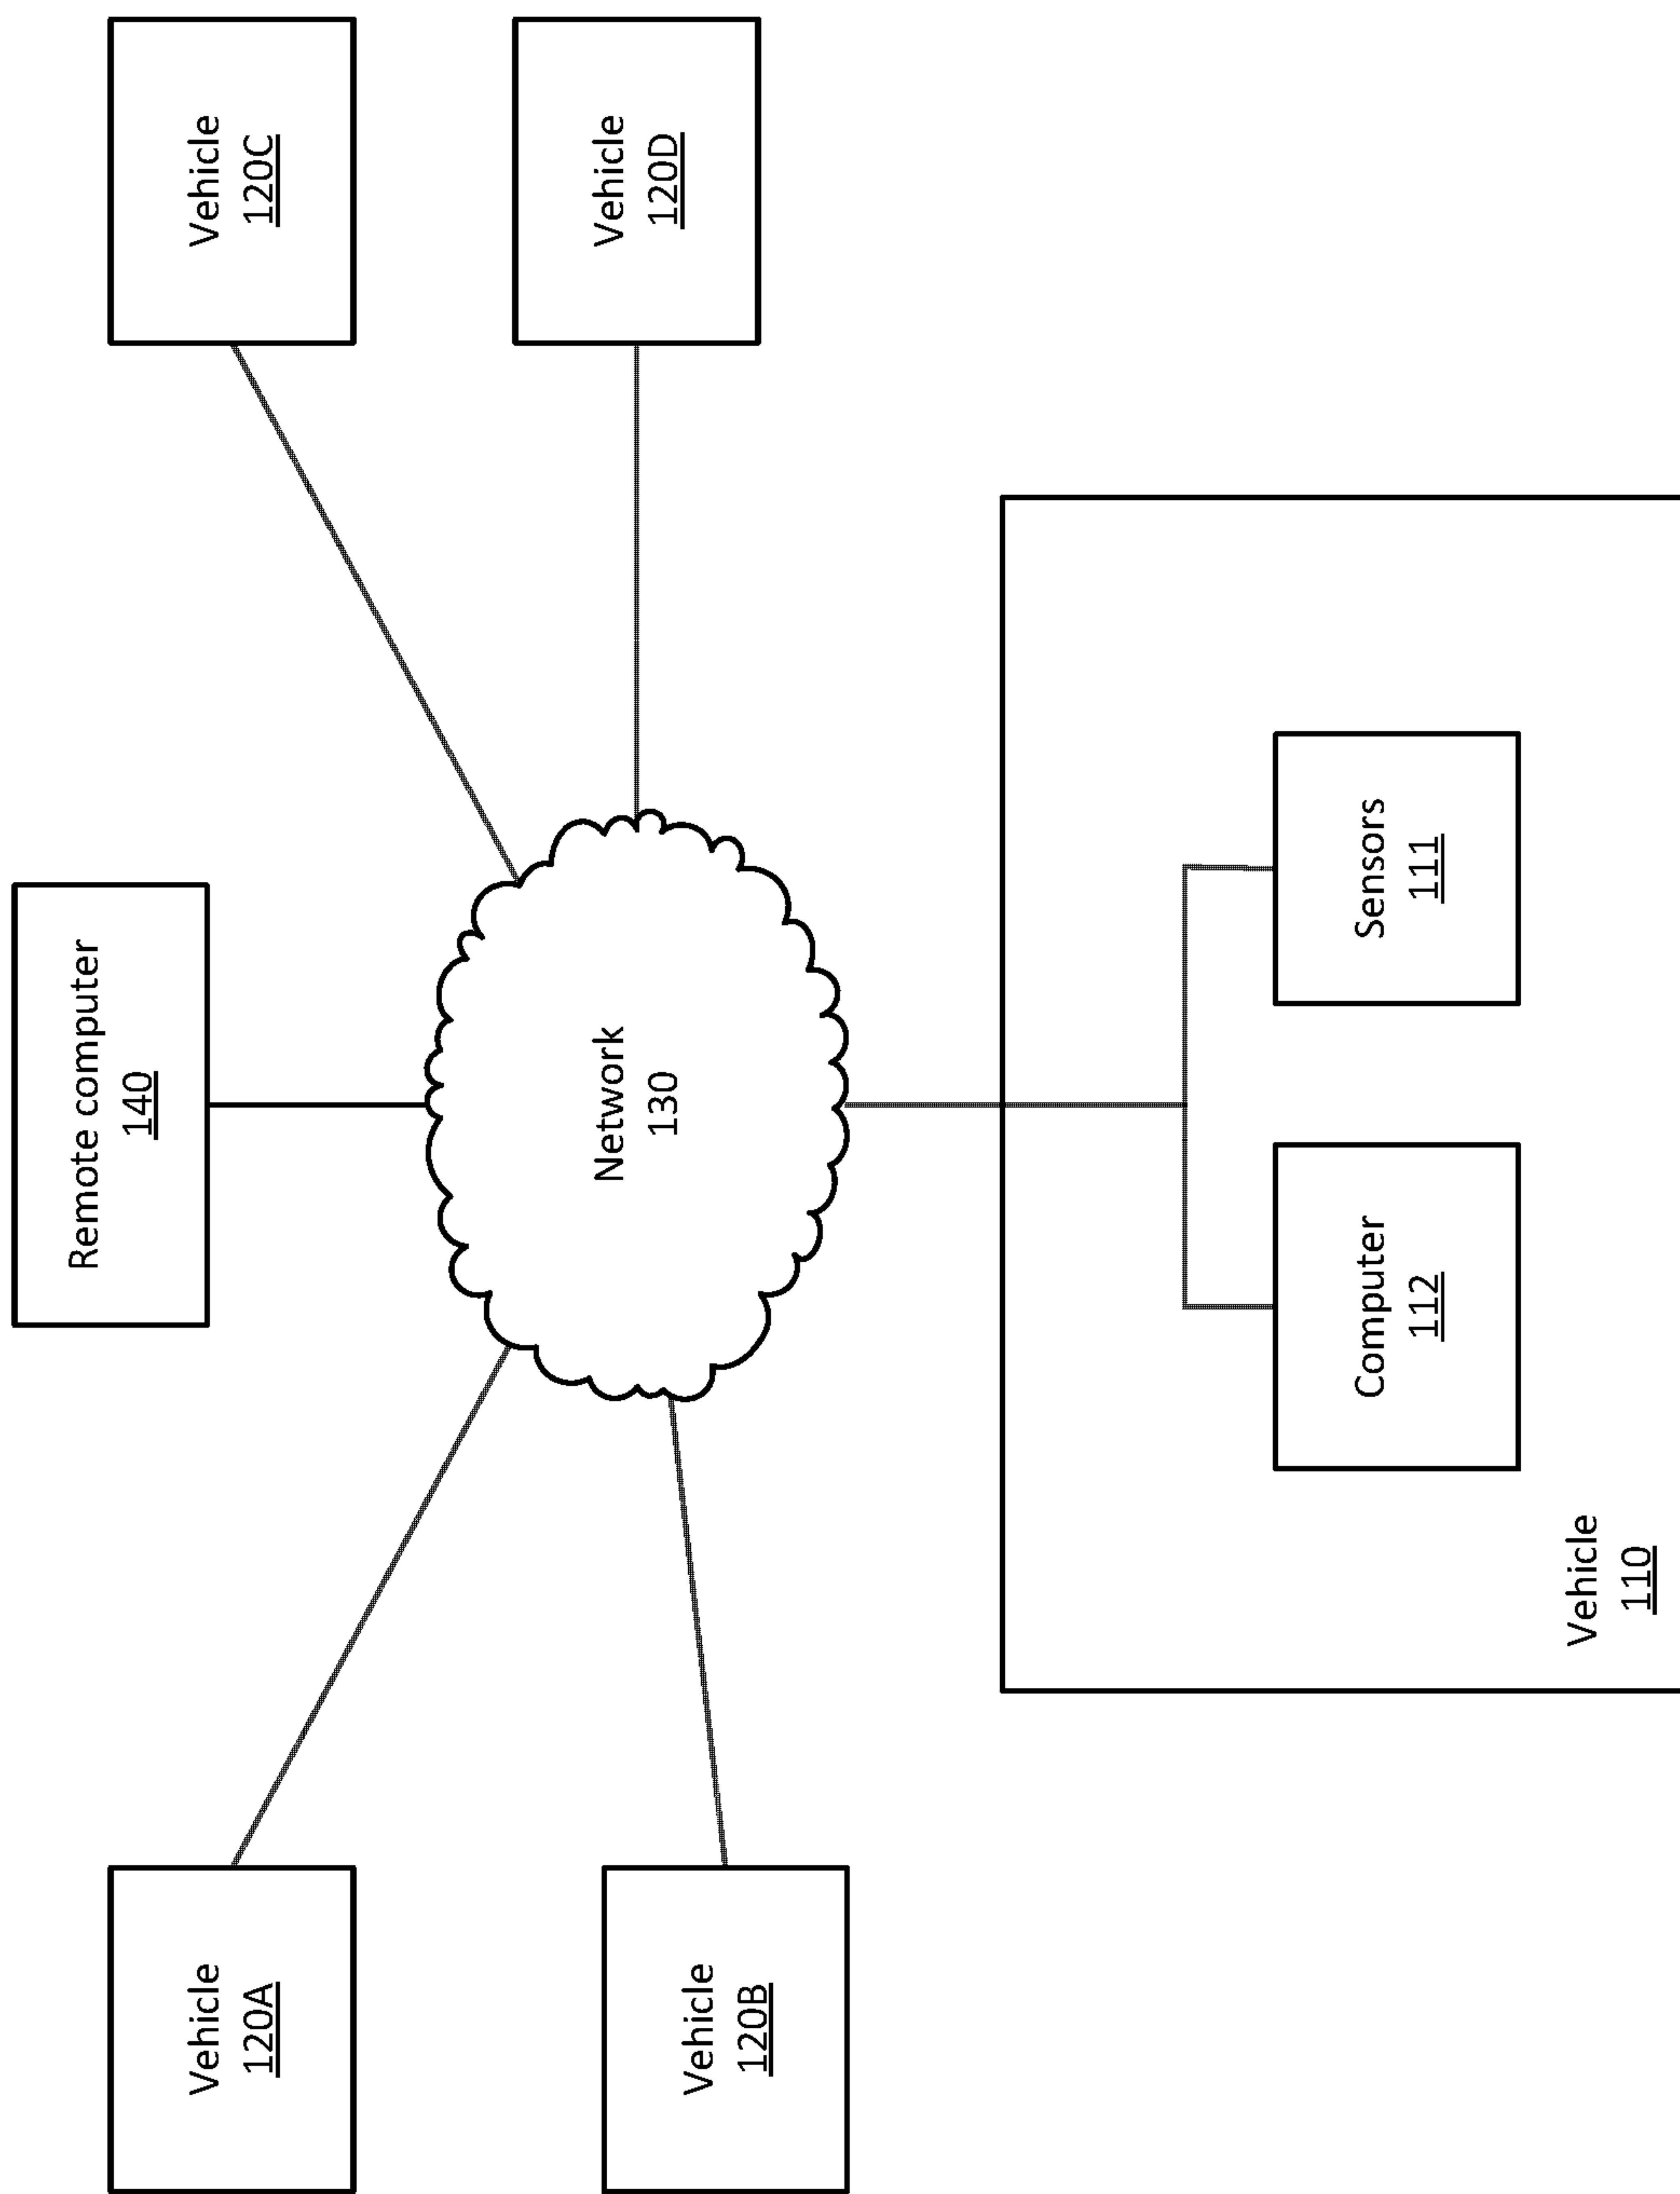 Remote computer
140
Vehicle
120A
Vehicle
120C
Network
130
Vehicle
120D
Vehicle
120B
Computer
112
Sensors
111
Vehicle
110